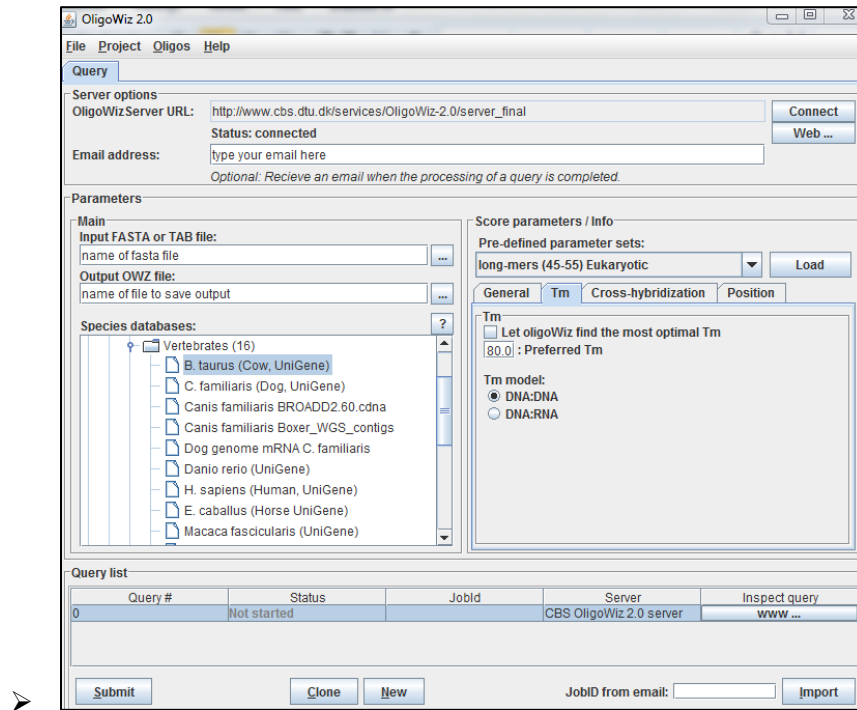 OligoWiz 2.0
File Project Oligos Help
Query
Server options
OligoWiz Server URL: http://www.cbs.dtu.dk/services/OligoWiz-2.0/server_final Connect
Status: connected Web ...
Email address: type your email here
Optional: Recieve an email when the processing of a query is completed.
Parameters
Main
Input FASTA or TAB file:
name of fasta file ...
Output OWZ file:
name of file to save output ...
Species databases: ?
Vertebrates (16)
B. taurus (Cow, UniGene)
C. familiaris (Dog, UniGene)
Canis familiaris BROADD2.60.cdna
Canis familiaris Boxer_WGS_contigs
Dog genome mRNA C. familiaris
Danio rerio (UniGene)
H. sapiens (Human, UniGene)
E. caballus (Horse UniGene)
Macaca fascicularis (UniGene)
Score parameters / Info
Pre-defined parameter sets:
long-mers (45-55) Eukaryotic Load
General Tm Cross-hybridization Position
Tm
Let oligoWiz find the most optimal Tm
80.0 : Preferred Tm
Tm model:
DNA:DNA
DNA:RNA
Query list
Query # Status JobId Server Inspect query
0 Not started CBS OligoWiz 2.0 server www ...
Submit Clone New JobID from email: Import